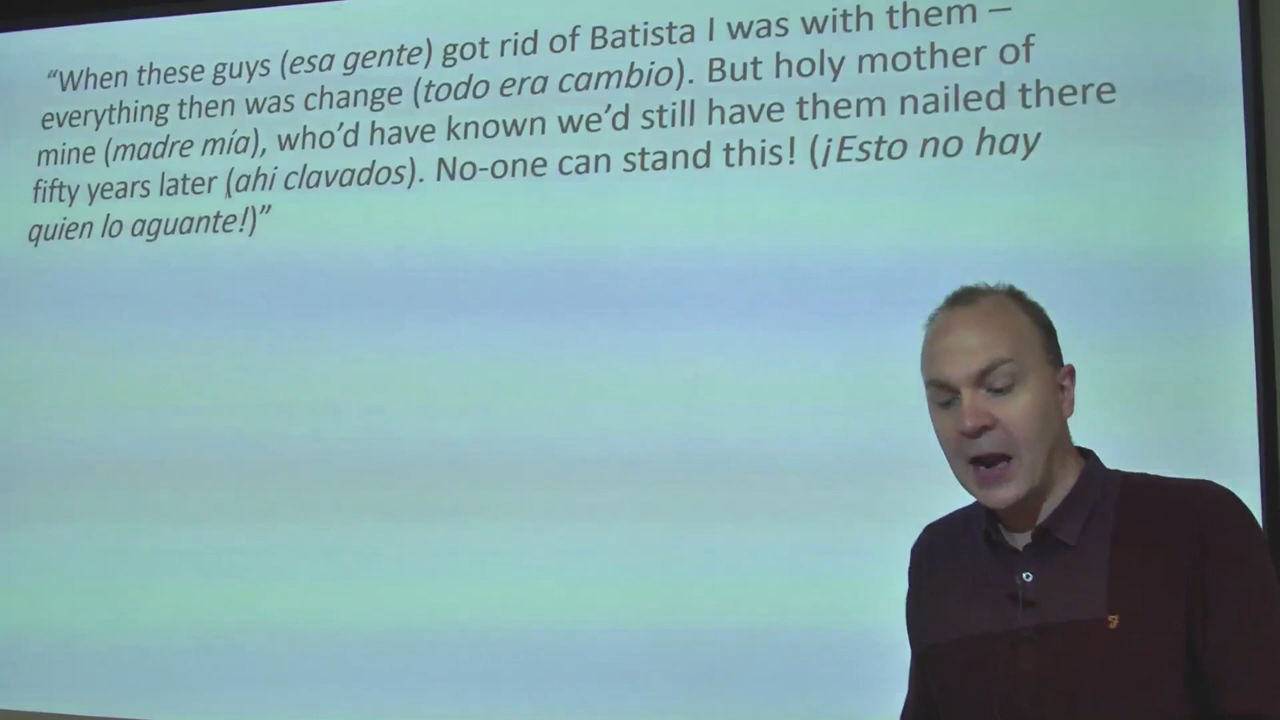 “When these guys (esa gente) got rid of Batista I was with them –
everything then was change (todo era cambio). But holy mother of
mine (madre mía), who’d have known we’d still have them nailed there
fifty years later (ahi clavados). No-one can stand this! (¡Esto no hay
quien lo aguante!)”